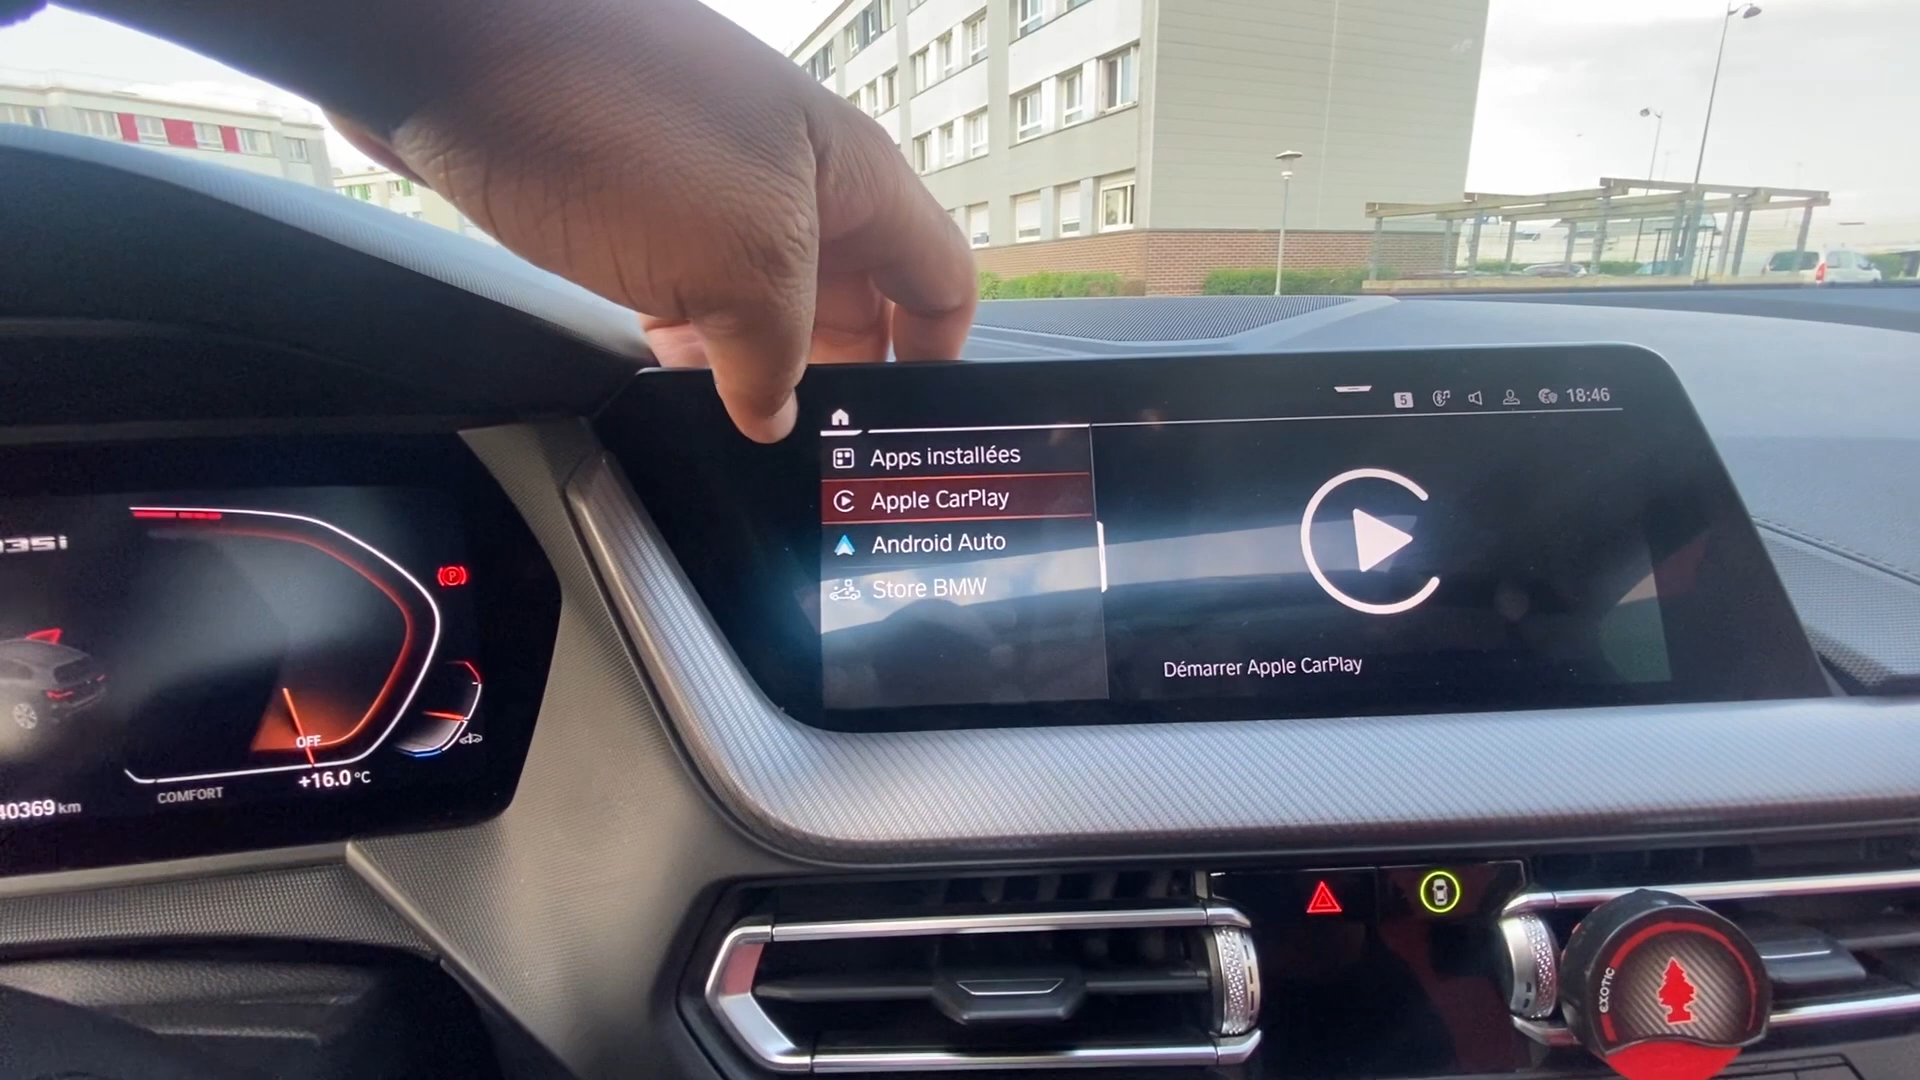 5
18:46
Apps installées
Apple CarPlay
Android Auto
Store BMW
Démarrer Apple CarPlay
35i
P
OFF
+16.0 °C
COMFORT
40369 km
EXOTIC